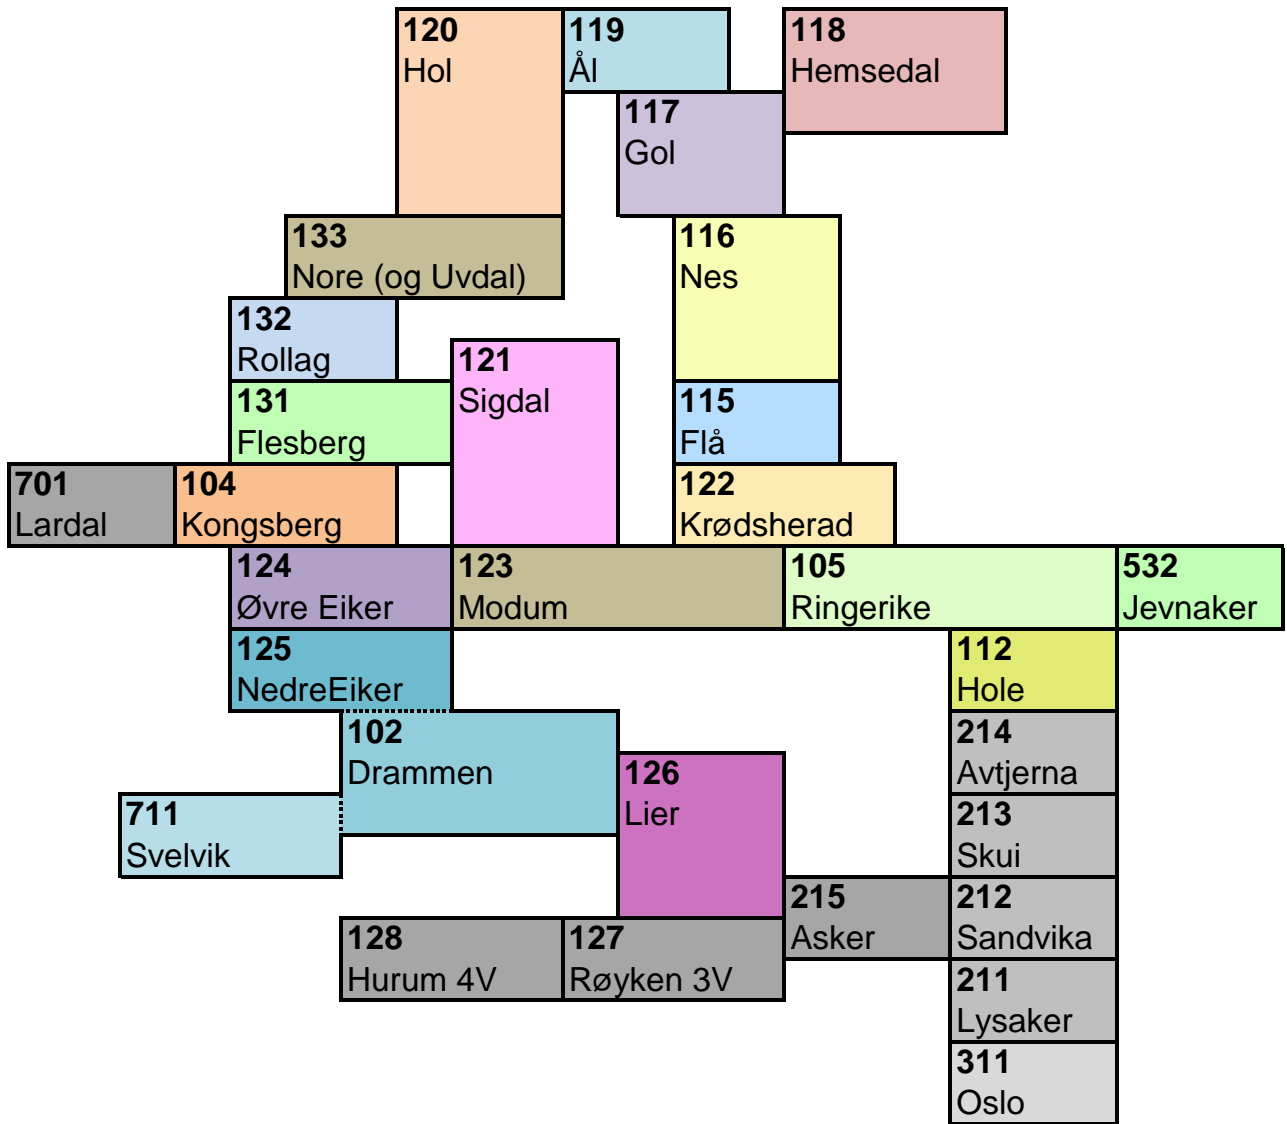 120
Hol
119
Ål
118
Hemsedal
117
Gol
133
Nore (og Uvdal)
116
Nes
132
Rollag
121
Sigdal
131
Flesberg
115
Flå
701
Lardal
104
Kongsberg
122
Krødsherad
124
Øvre Eiker
123
Modum
105
Ringerike
532
Jevnaker
125
NedreEiker
112
Hole
102
Drammen
214
Avtjerna
126
Lier
711
Svelvik
213
Skui
215
Asker
212
Sandvika
128
Hurum 4V
127
Røyken 3V
211
Lysaker
311
Oslo